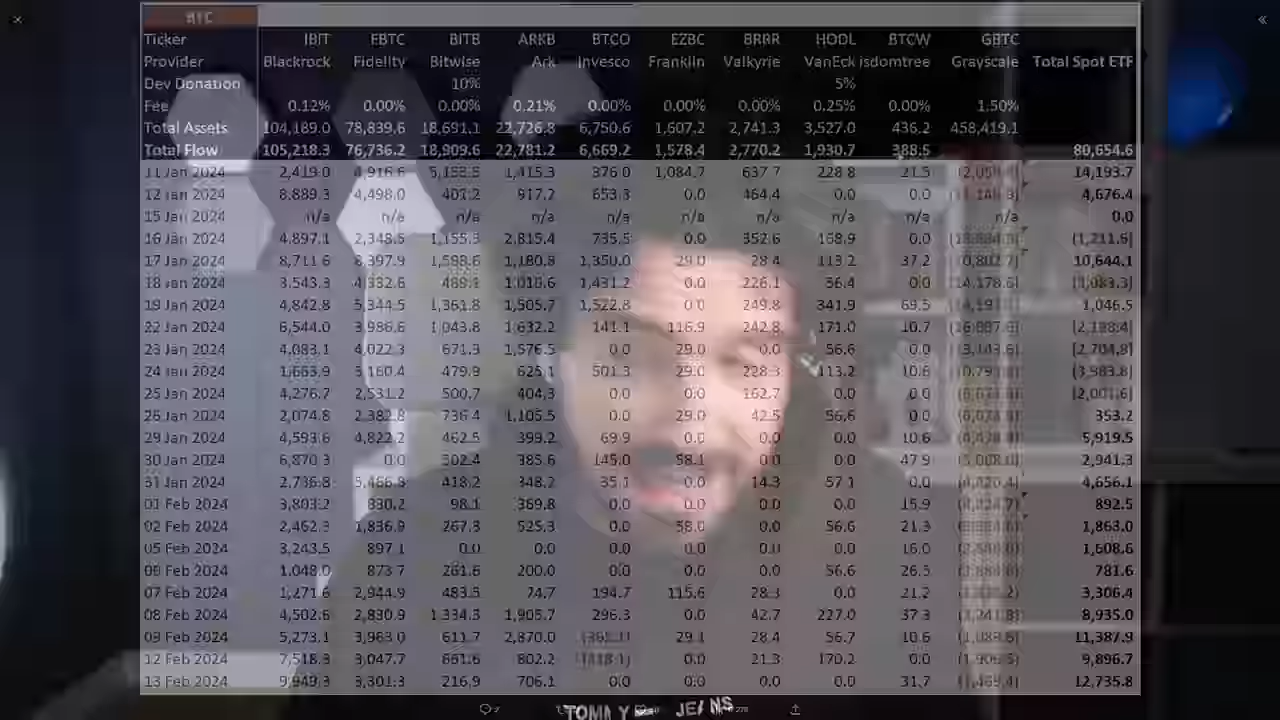 BTC
Ticker IBIT EBTC BITB ARKB BTCO EZBC BRRR HODL BTCW GBTC
Provider Blackrock Fidelity Bitwise Ark Invesco Franklin Valkyrie VanEck isdomtree Grayscale Total Spot ETF
Dev Donation 10% 5%
Fee 0.12% 0.00% 0.00% 0.21% 0.00% 0.00% 0.00% 0.25% 0.00% 1.50%
Total Assets 104,189.0 78,839.6 18,691.1 22,726.8 6,750.6 1,607.2 2,741.3 3,527.0 436.2 458,419.1
Total Flow 105,218.3 76,736.2 18,909.6 22,781.2 6,669.2 1,578.4 2,770.2 1,930.7 388.5 80,654.6
11 Jan 2024 2,419.0 4,916.6 1,415.3 376.0 1,084.7 637.7 228.8 21.5 14,193.7
12 Jan 2024 8,889.3 4,498.0 407.2 917.2 653.3 0.0 464.4 0.0 0.0 4,676.4
15 Jan 2024 n/a n/a n/a n/a n/a n/a n/a n/a n/a n/a 0.0
16 Jan 2024 4,897.1 2,348.5 1,155.3 2,815.4 735.5 0.0 352.6 168.9 0.0 (1,211.6)
17 Jan 2024 8,711.6 8,397.9 1,588.6 1,180.8 1,350.0 29.0 28.4 113.2 37.2 10,644.1
18 Jan 2024 3,543.3 4,332.6 1,016.6 1,431.2 0.0 226.1 56.4 0.0 (14,178.6)
19 Jan 2024 4,842.8 5,344.5 1,361.8 1,505.7 1,522.8 0.0 249.8 341.9 69.5 1,046.5
22 Jan 2024 6,544.0 3,986.6 1,043.8 1,632.2 141.1 116.9 242.8 171.0 10.7 (2,188.4)
23 Jan 2024 4,083.1 4,022.3 671.3 1,576.5 0.0 29.0 0.0 56.6 0.0 (2,704.8)
24 Jan 2024 1,663.9 3,160.4 479.9 625.1 501.3 29.0 228.3 113.2 10.6 (3,983.8)
25 Jan 2024 4,276.7 2,531.2 500.7 404.3 0.0 0.0 162.7 0.0 0.0 (2,001.6)
26 Jan 2024 2,074.8 2,382.8 736.4 1,105.5 0.0 29.0 42.5 56.6 0.0 353.2
29 Jan 2024 4,593.6 4,822.2 462.5 399.2 69.9 0.0 0.0 0.0 10.6 5,919.5
30 Jan 2024 6,870.3 0.0 302.4 385.6 145.0 58.1 0.0 0.0 47.9 2,941.3
31 Jan 2024 2,736.8 5,466.8 418.2 348.2 35.1 0.0 14.3 57.1 0.0 4,656.1
01 Feb 2024 3,803.2 830.2 98.1 369.8 0.0 0.0 0.0 0.0 15.9 892.5
02 Feb 2024 2,462.3 1,836.9 267.3 525.3 0.0 58.0 0.0 56.6 21.3 1,863.0
05 Feb 2024 3,243.5 897.1 0.0 0.0 0.0 0.0 0.0 0.0 16.0 1,608.6
06 Feb 2024 1,048.0 873.7 261.6 200.0 0.0 0.0 0.0 56.6 26.5 781.6
07 Feb 2024 1,271.6 2,944.9 483.5 74.7 194.7 115.6 28.3 0.0 21.2 3,306.4
08 Feb 2024 4,502.6 2,830.9 1,334.3 1,905.7 296.3 0.0 42.7 227.0 37.3 8,935.0
09 Feb 2024 5,273.1 3,963.0 611.7 2,870.0 29.1 28.4 56.7 10.6 11,387.9
12 Feb 2024 7,518.3 3,047.7 661.6 802.2 0.0 21.3 170.2 0.0 9,896.7
13 Feb 2024 9,949.3 3,301.3 216.9 706.1 0.0 0.0 0.0 0.0 31.7 12,735.8
TOMMY JEANS